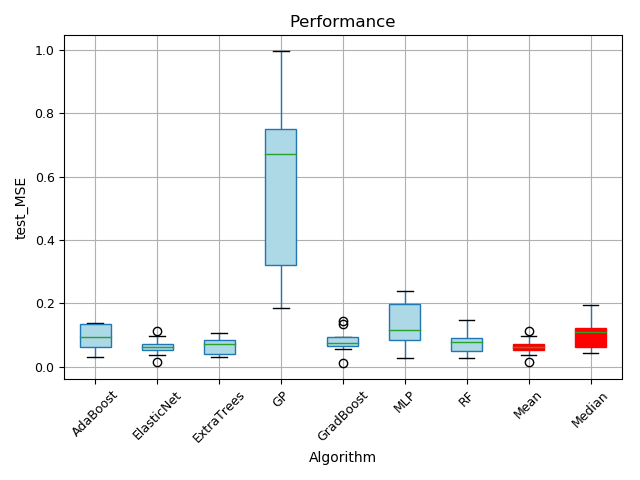 Performance
1.0
0.8
0.6
0.4
0.2
0.0
test_MSE
AdaBoost
ElasticNet
ExtraTrees
GP
GradBoost
MLP
RF
Mean
Median
Algorithm